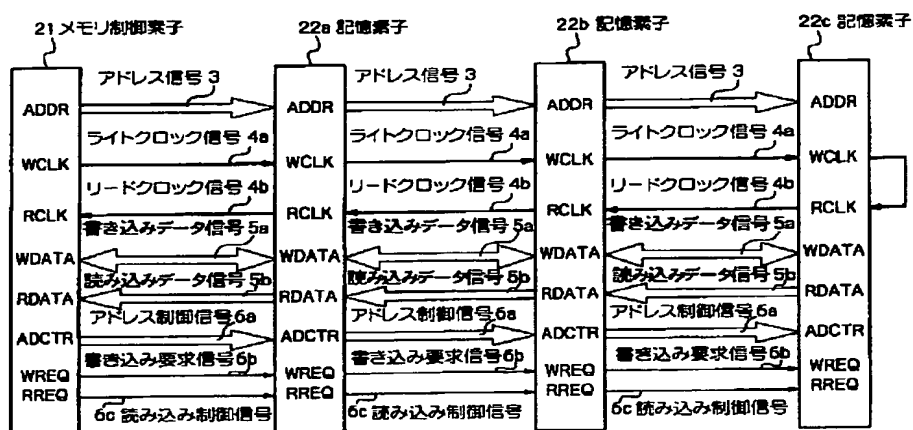 21 メモリ制御素子
22a 記憶素子
22b 記憶素子
22c 記憶素子
アドレス信号 3
アドレス信号 3
アドレス信号 3
ADDR
ADDR
ADDR
ADDR
ライトクロック信号 4a
ライトクロック信号 4a
ライトクロック信号 4a
WCLK
WCLK
WCLK
WCLK
リードクロック信号 4b
リードクロック信号 4b
リードクロック信号 4b
RCLK
RCLK
RCLK
RCLK
書き込みデータ信号 5a
書き込みデータ信号 5a
書き込みデータ信号 5a
WDATA
WDATA
WDATA
WDATA
読み込みデータ信号 5b
読み込みデータ信号 5b
読み込みデータ信号 5b
RDATA
RDATA
RDATA
RDATA
アドレス制御信号 6a
アドレス制御信号 6a
アドレス制御信号 6a
ADCTR
ADCTR
ADCTR
ADCTR
書き込み要求信号 6b
書き込み要求信号 6b
書き込み要求信号 6b
WREQ
WREQ
WREQ
WREQ
RREQ
RREQ
RREQ
RREQ
6c 読み込み制御信号
6c 読み込み制御信号
6c 読み込み制御信号